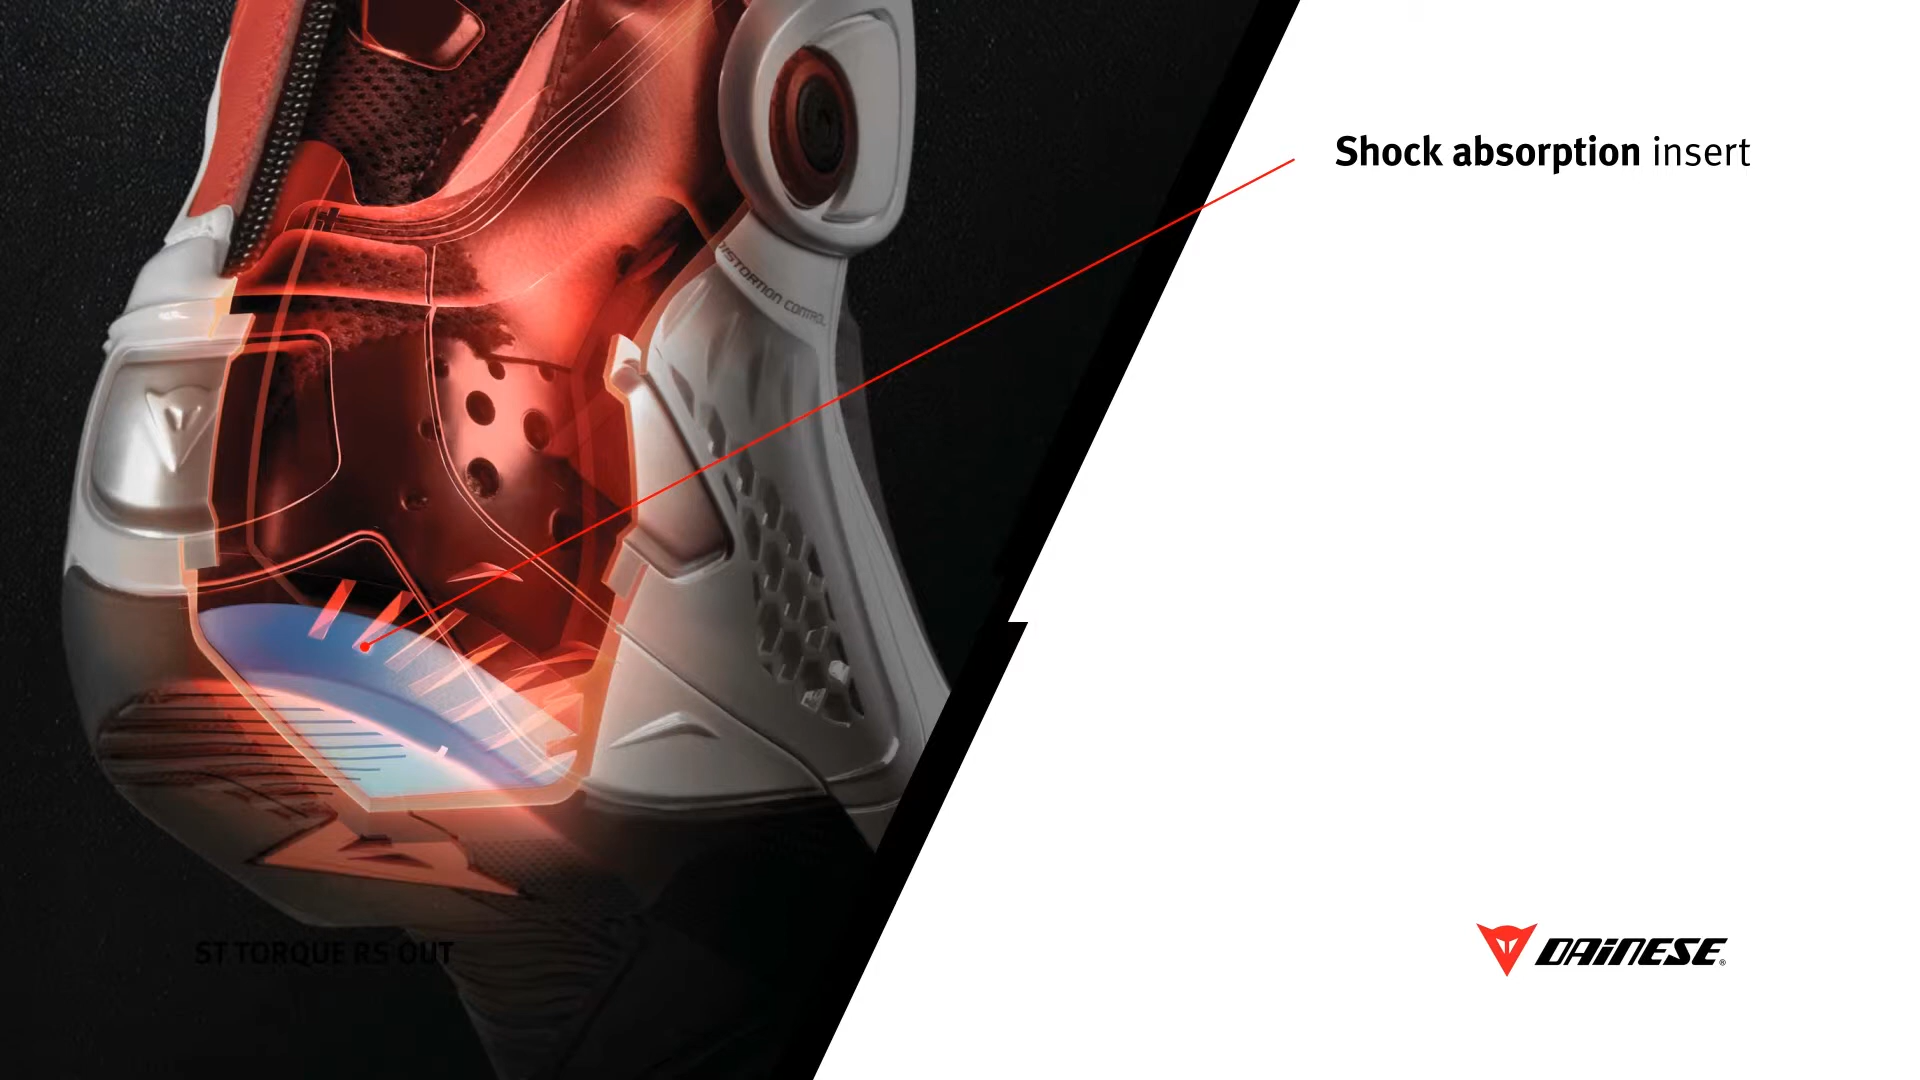 Shock absorption insert
DISTORTION CONTROL
ST TORQUE RS OUT
DAINESE®